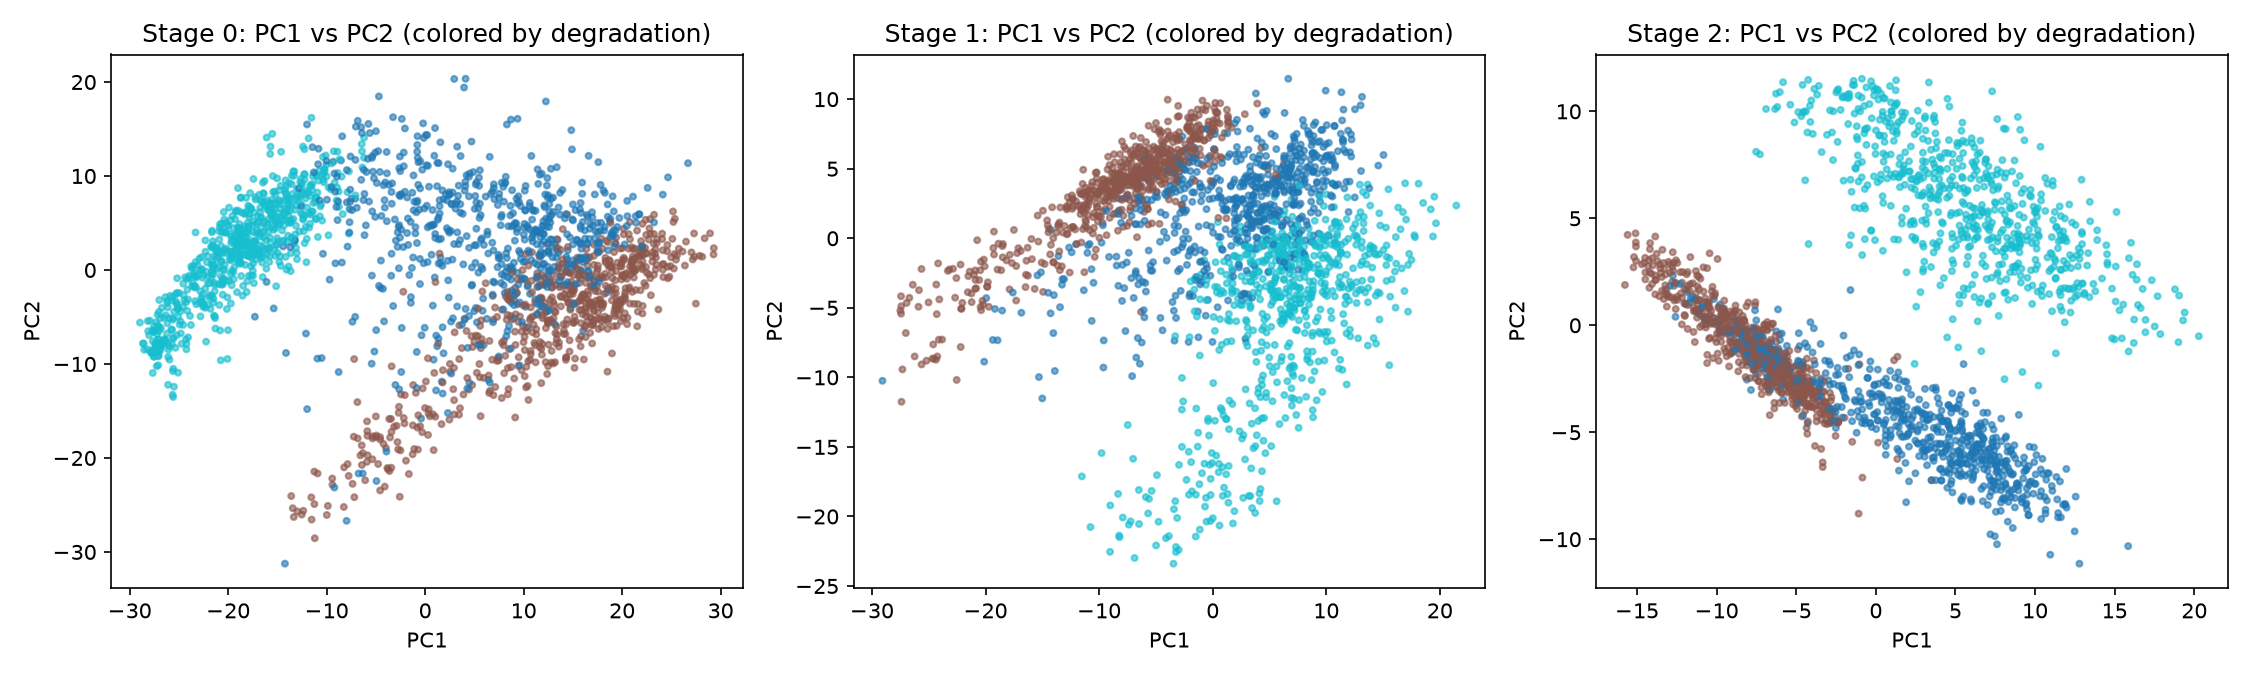 Stage 0: PC1 vs PC2 (colored by degradation)
20
10
0
−10
−20
−30
PC2
−30 −20 −10 0 10 20 30
PC1
Stage 1: PC1 vs PC2 (colored by degradation)
10
5
0
−5
−10
−15
−20
−25
PC2
−30 −20 −10 0 10 20
PC1
Stage 2: PC1 vs PC2 (colored by degradation)
10
5
0
−5
−10
PC2
−15 −10 −5 0 5 10 15 20
PC1